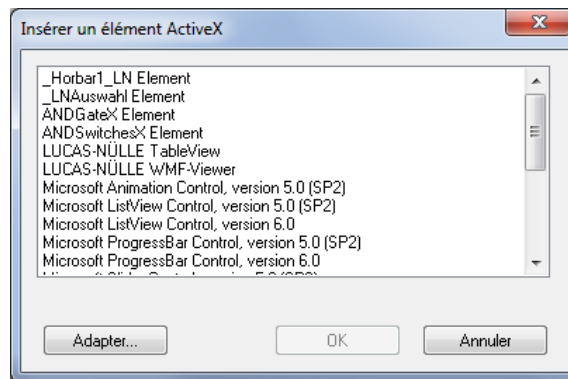 Insérer un élément ActiveX
_Horbar1_LN Element
_LNAuswahl Element
ANDGateX Element
ANDSwitchesX Element
LUCAS-NÜLLE TableView
LUCAS-NÜLLE WMF-Viewer
Microsoft Animation Control, version 5.0 (SP2)
Microsoft ListView Control, version 5.0 (SP2)
Microsoft ListView Control, version 6.0
Microsoft ProgressBar Control, version 5.0 (SP2)
Microsoft ProgressBar Control, version 6.0
Adapter...
OK
Annuler